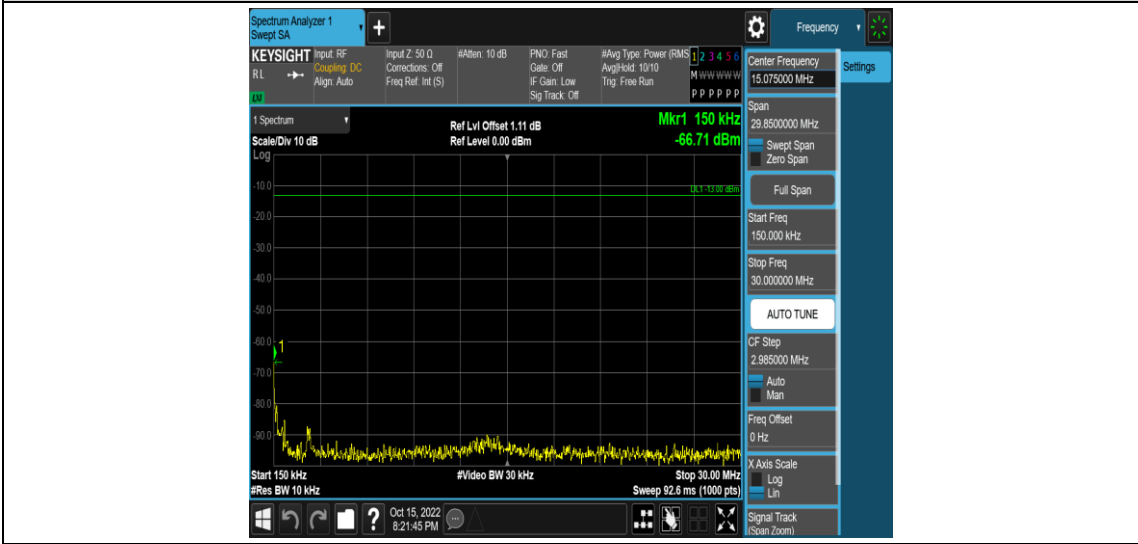 Spectrum Analyzer 1
Swept SA
+
Frequency
KEYSIGHT
RL
LM
Input: RF
Coupling: DC
Align: Auto
Input Z: 50 Ω
Corrections: Off
Freq Ref: Int (S)
#Atten: 10 dB
PNO: Fast
Gate: Off
IF Gain: Low
Sig Track: Off
#Avg Type: Power (RMS
Avg|Hold: 10/10
Trig: Free Run
1 2 3 4 5 6
M W W W W W
P P P P P P
1 Spectrum
Scale/Div 10 dB
Ref Lvl Offset 1.11 dB
Ref Level 0.00 dBm
Mkr1 150 kHz
-66.71 dBm
Log
-10.0
DL1 -13.00 dBm
-20.0
-30.0
-40.0
-50.0
-60.0
1
-70.0
-80.0
-90.0
Start 150 kHz
#Res BW 10 kHz
#Video BW 30 kHz
Stop 30.00 MHz
Sweep 92.6 ms (1000 pts)
?
Oct 15, 2022
8:21:45 PM
Center Frequency
15.075000 MHz
Settings
Span
29.8500000 MHz
Swept Span
Zero Span
Full Span
Start Freq
150.000 kHz
Stop Freq
30.000000 MHz
AUTO TUNE
CF Step
2.985000 MHz
Auto
Man
Freq Offset
0 Hz
X Axis Scale
Log
Lin
Signal Track
(Span Zoom)